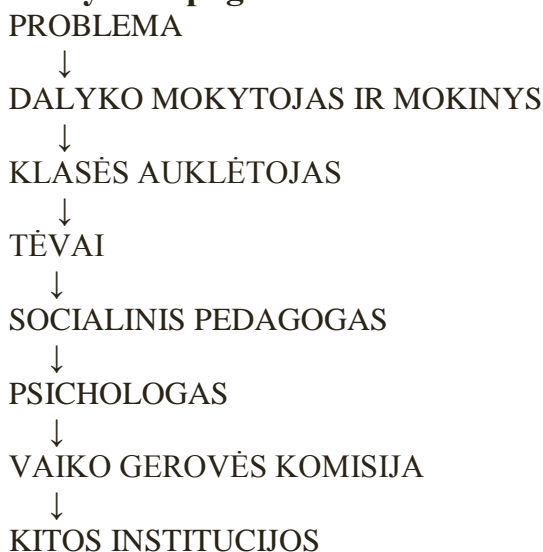 PROBLEMA
↓
DALYKO MOKYTOJAS IR MOKINYS
↓
KLASĖS AUKLĖTOJAS
↓
TĖVAI
↓
SOCIALINIS PEDAGOGAS
↓
PSICHOLOGAS
↓
VAIKO GEROVĖS KOMISIJA
↓
KITOS INSTITUCIJOS